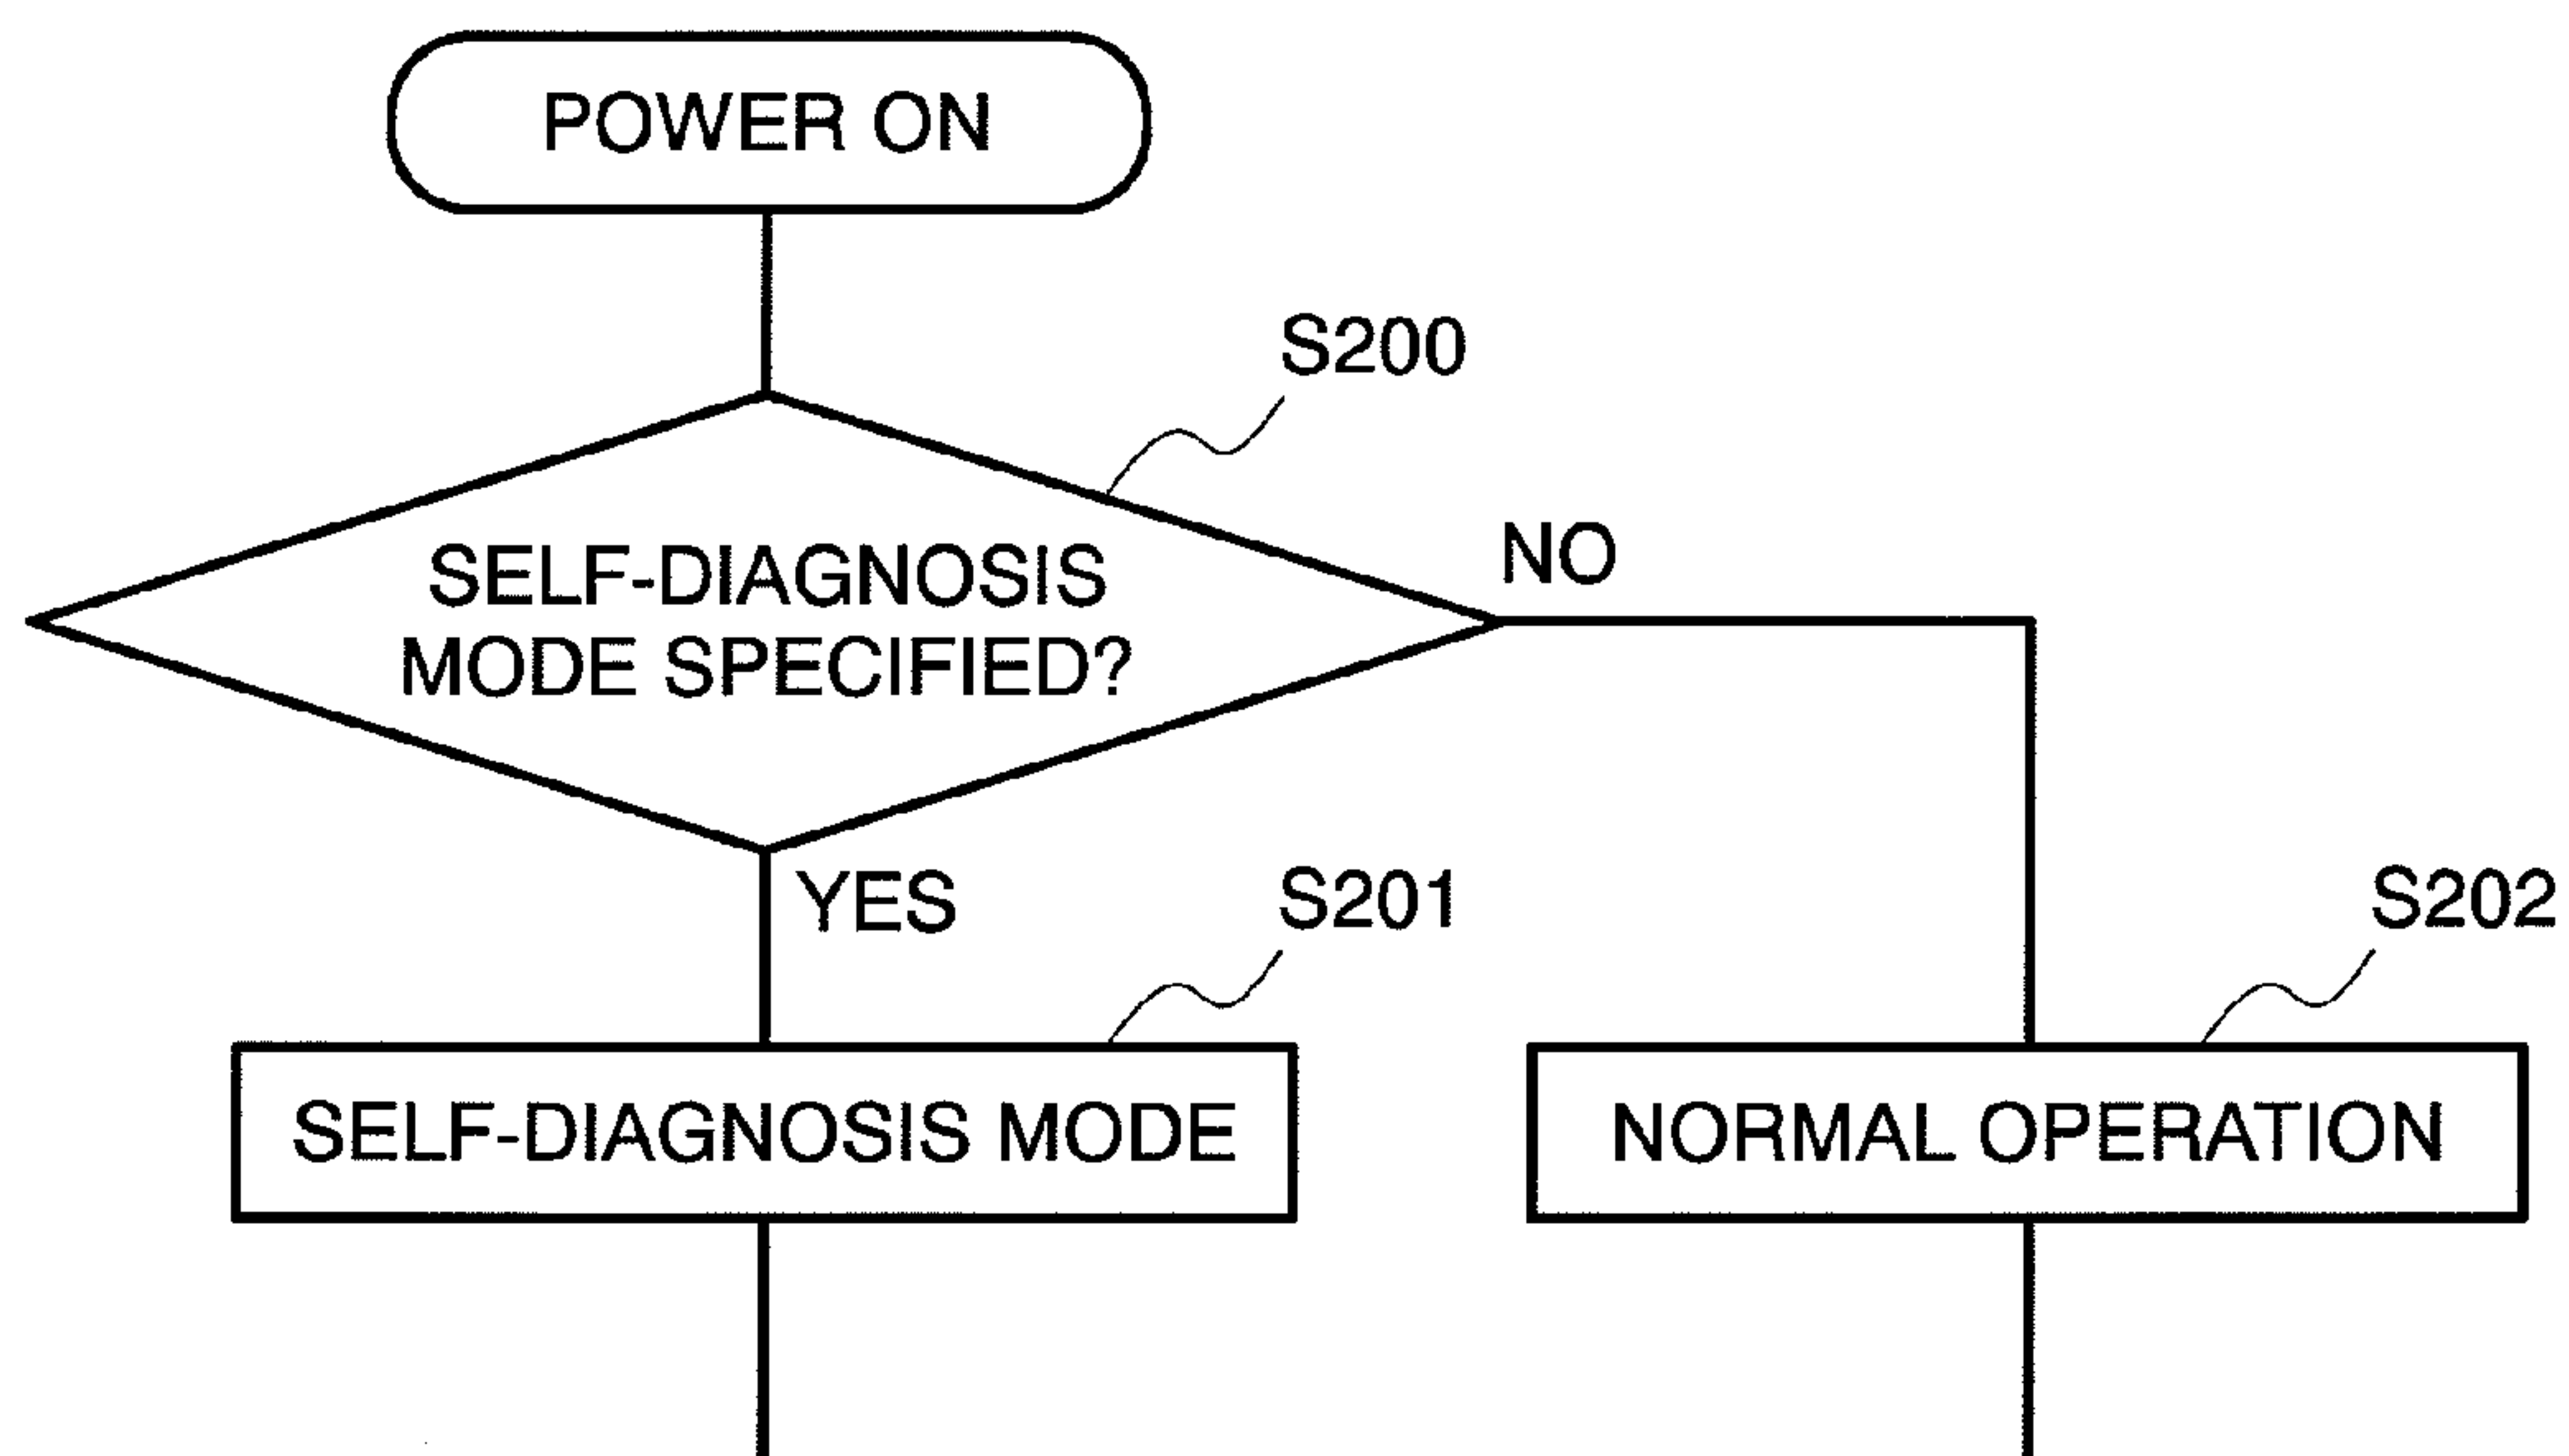 POWER ON
S200
SELF-DIAGNOSIS
MODE SPECIFIED?
NO
YES
S201
S202
SELF-DIAGNOSIS MODE
NORMAL OPERATION